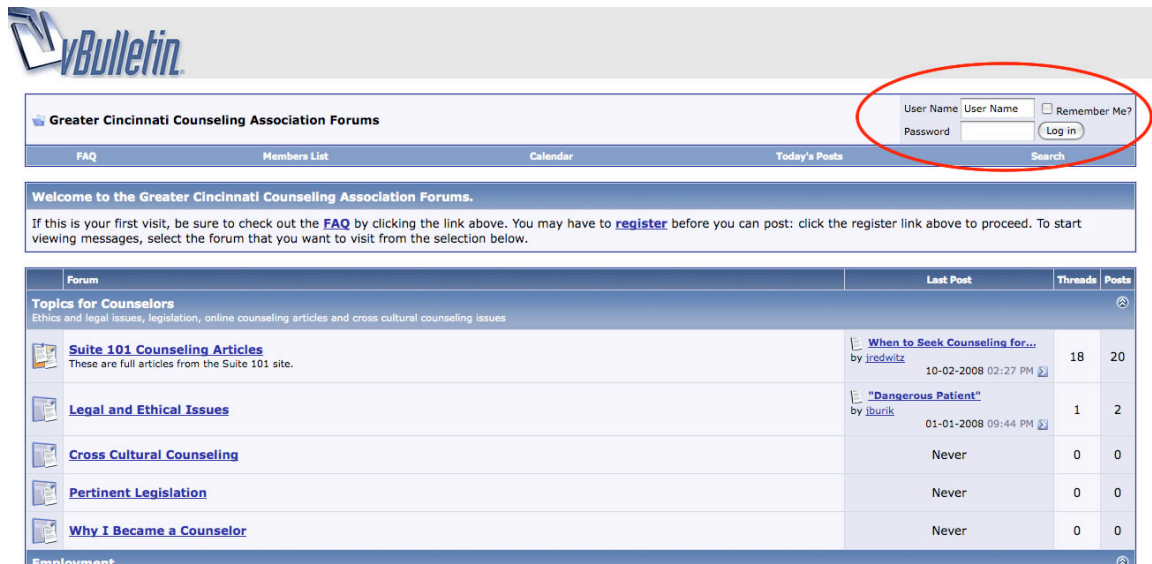 vBulletin
Greater Cincinnati Counseling Association Forums
User Name User Name Remember Me?
Password Log in
FAQ Members List Calendar Today's Posts Search
Welcome to the Greater Cincinnati Counseling Association Forums.
If this is your first visit, be sure to check out the FAQ by clicking the link above. You may have to register before you can post: click the register link above to proceed. To start
viewing messages, select the forum that you want to visit from the selection below.
Forum Last Post Threads Posts
Topics for Counselors
Ethics and legal issues, legislation, online counseling articles and cross cultural counseling issues
Suite 101 Counseling Articles
These are full articles from the Suite 101 site.
When to Seek Counseling for...
by jredwitz
10-02-2008 02:27 PM
18 20
Legal and Ethical Issues
"Dangerous Patient"
by jburik
01-01-2008 09:44 PM
1 2
Cross Cultural Counseling Never 0 0
Pertinent Legislation Never 0 0
Why I Became a Counselor Never 0 0
Employment